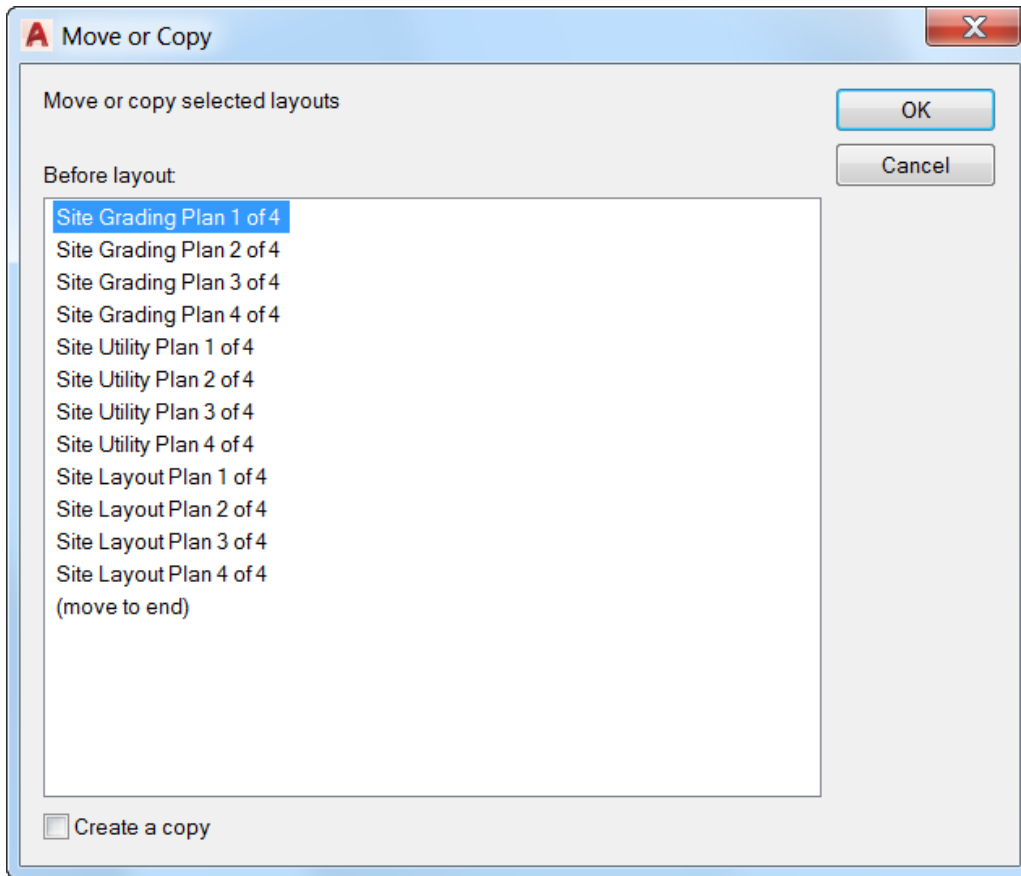 Move or Copy
Move or copy selected layouts
OK
Cancel
Before layout:
Site Grading Plan 1 of 4
Site Grading Plan 2 of 4
Site Grading Plan 3 of 4
Site Grading Plan 4 of 4
Site Utility Plan 1 of 4
Site Utility Plan 2 of 4
Site Utility Plan 3 of 4
Site Utility Plan 4 of 4
Site Layout Plan 1 of 4
Site Layout Plan 2 of 4
Site Layout Plan 3 of 4
Site Layout Plan 4 of 4
(move to end)
Create a copy